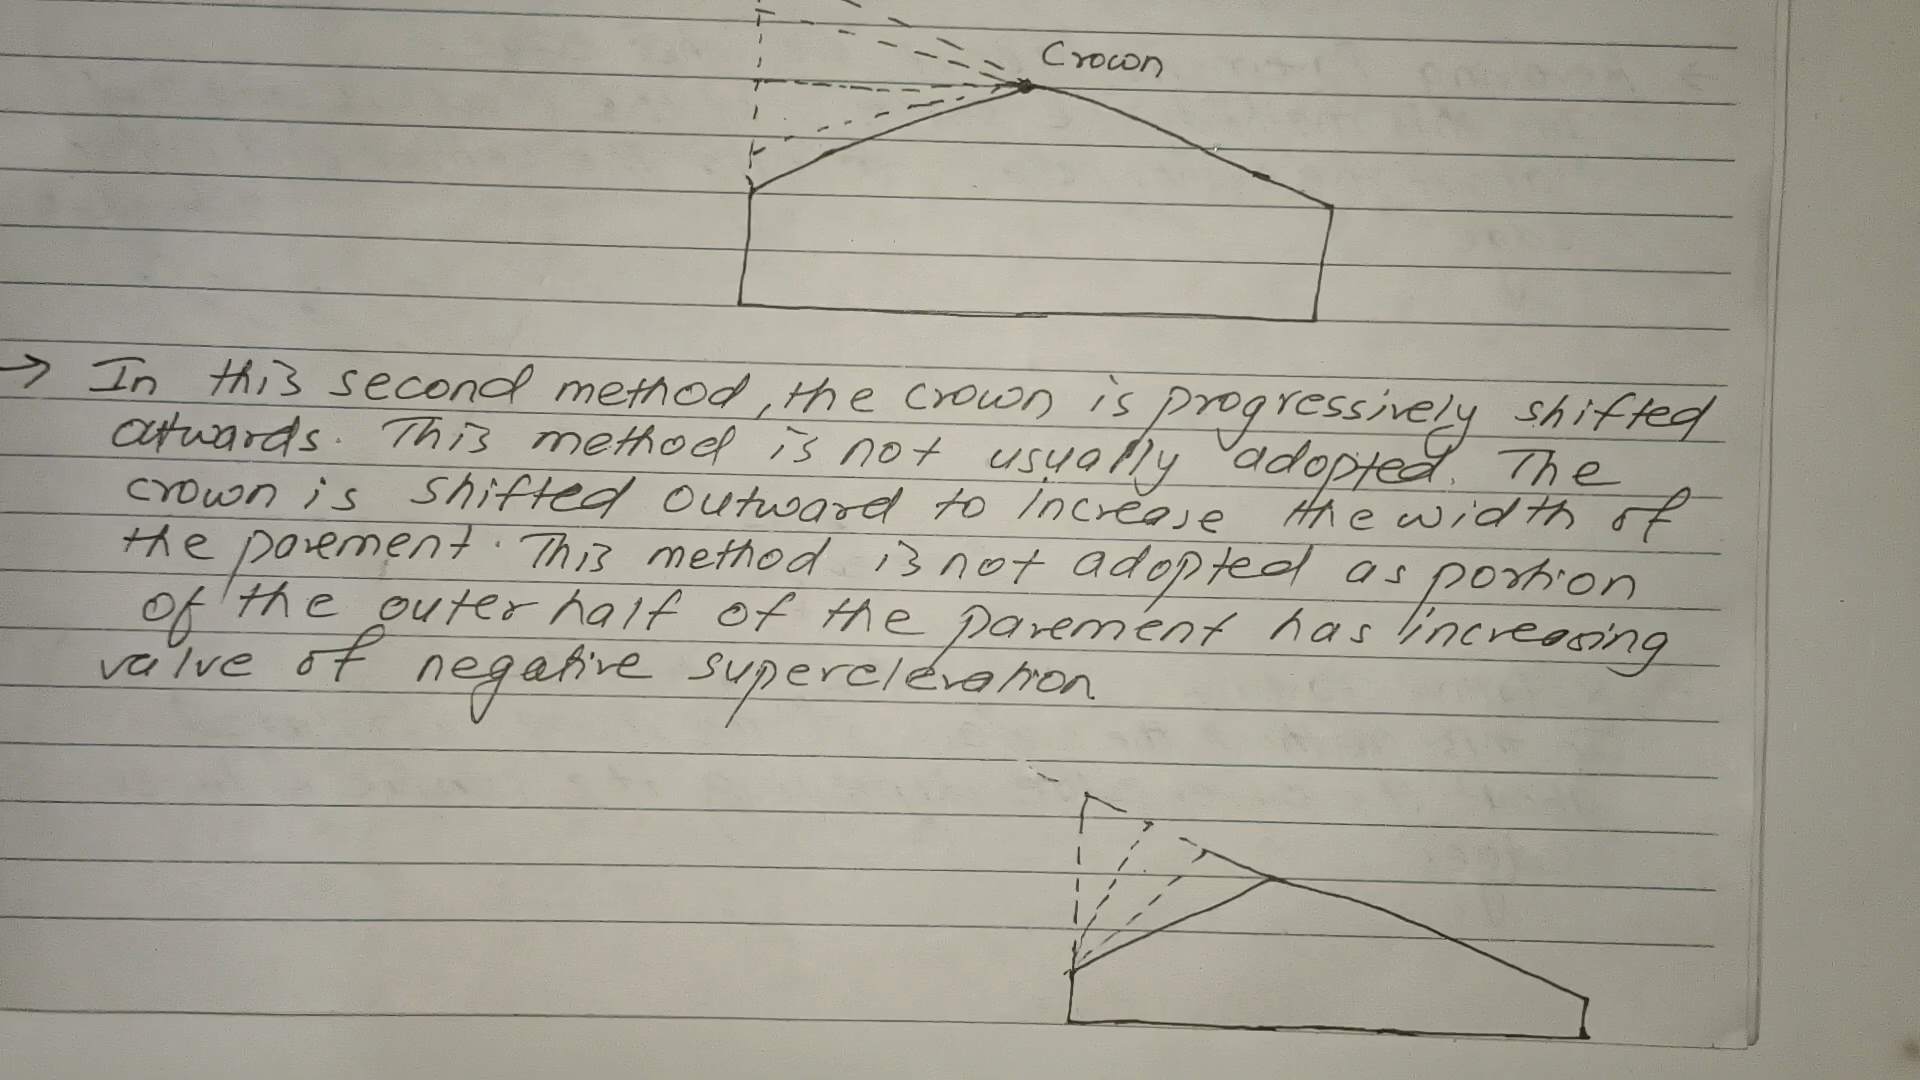 Crown
→ In this second method, the crown is progressively shifted
outwards. This method is not usually adopted. The
crown is shifted outward to increase the width of
the pavement. This method is not adopted as portion
of the outer half of the pavement has increasing
value of negative superelevation